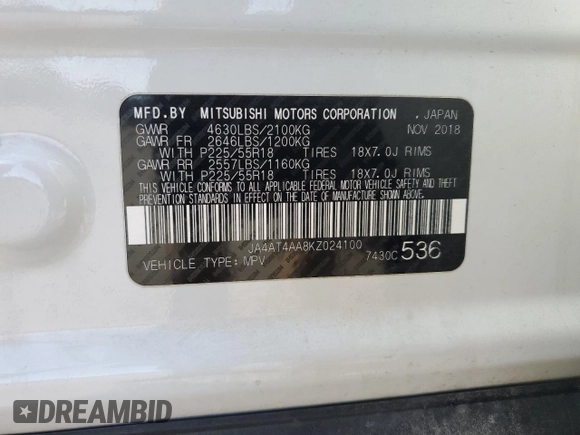 MFD.BY MITSUBISHI MOTORS CORPORATION , JAPAN
GVWR 4630LBS/2100KG NOV 2018
GAWR FR 2646LBS/1200KG
WITH P225/55R18 TIRES 18X7.0J RIMS
GAWR RR 2557LBS/1160KG
WITH P225/55R18 TIRES 18X7.0J RIMS
THIS VEHICLE CONFORMS TO ALL APPLICABLE FEDERAL MOTOR VEHICLE SAFETY AND THEFT
PREVENTION STANDARDS IN EFFECT ON THE DATE OF MANUFACTURE SHOWN ABOVE.
JA4AT4AA8KZ024100
VEHICLE TYPE: MPV 7430C 536
DREAMBID